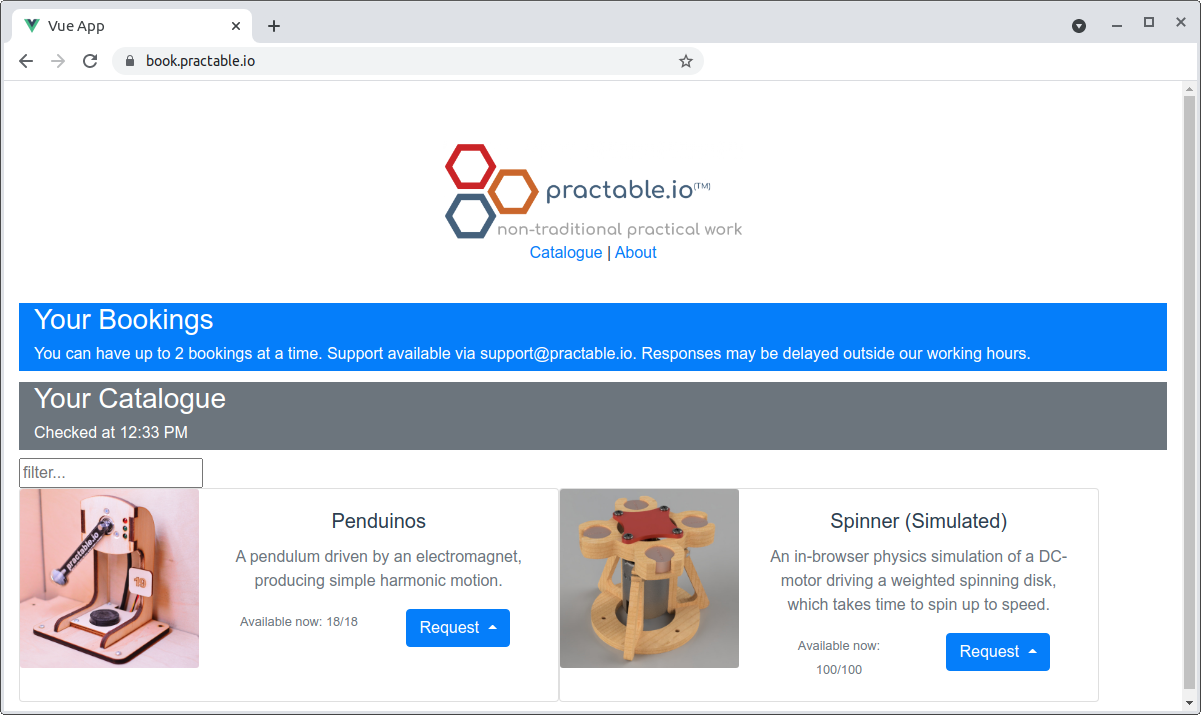 Vue App
book.practable.io
practable.io(TM)
non-traditional practical work
Catalogue | About
Your Bookings
You can have up to 2 bookings at a time. Support available via support@practable.io. Responses may be delayed outside our working hours.
Your Catalogue
Checked at 12:33 PM
filter...
practable.io
19
Penduinos
A pendulum driven by an electromagnet,
producing simple harmonic motion.
Available now: 18/18
Request
Spinner (Simulated)
An in-browser physics simulation of a DC-
motor driving a weighted spinning disk,
which takes time to spin up to speed.
Available now:
100/100
Request